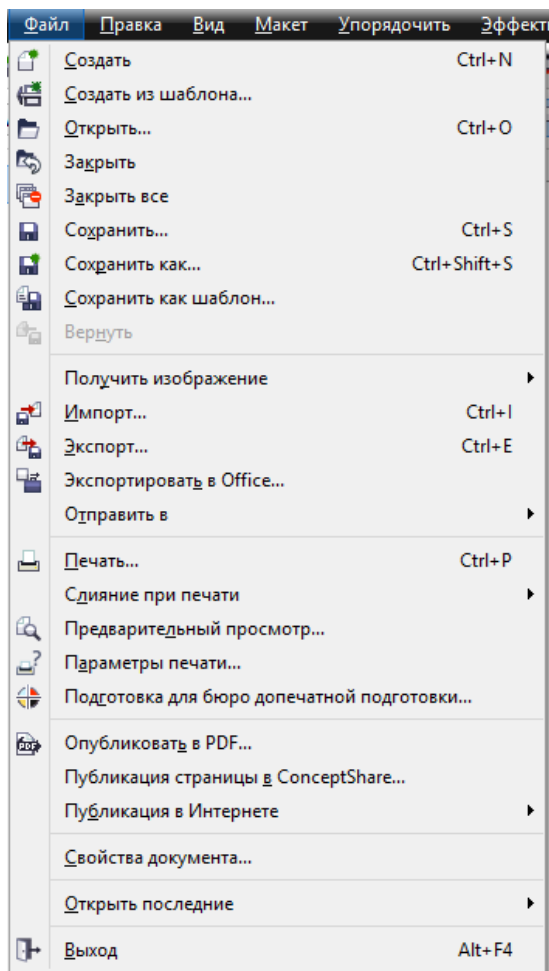 Файл Правка Вид Макет Упорядочить Эффект
Создать Ctrl+N
Создать из шаблона...
Открыть... Ctrl+O
Закрыть
Закрыть все
Сохранить... Ctrl+S
Сохранить как... Ctrl+Shift+S
Сохранить как шаблон...
Вернуть
Получить изображение
Импорт... Ctrl+I
Экспорт... Ctrl+E
Экспортировать в Office...
Отправить в
Печать... Ctrl+P
Слияние при печати
Предварительный просмотр...
Параметры печати...
Подготовка для бюро допечатной подготовки...
PDF Опубликовать в PDF...
Публикация страницы в ConceptShare...
Публикация в Интернете
Свойства документа...
Открыть последние
Выход Alt+F4